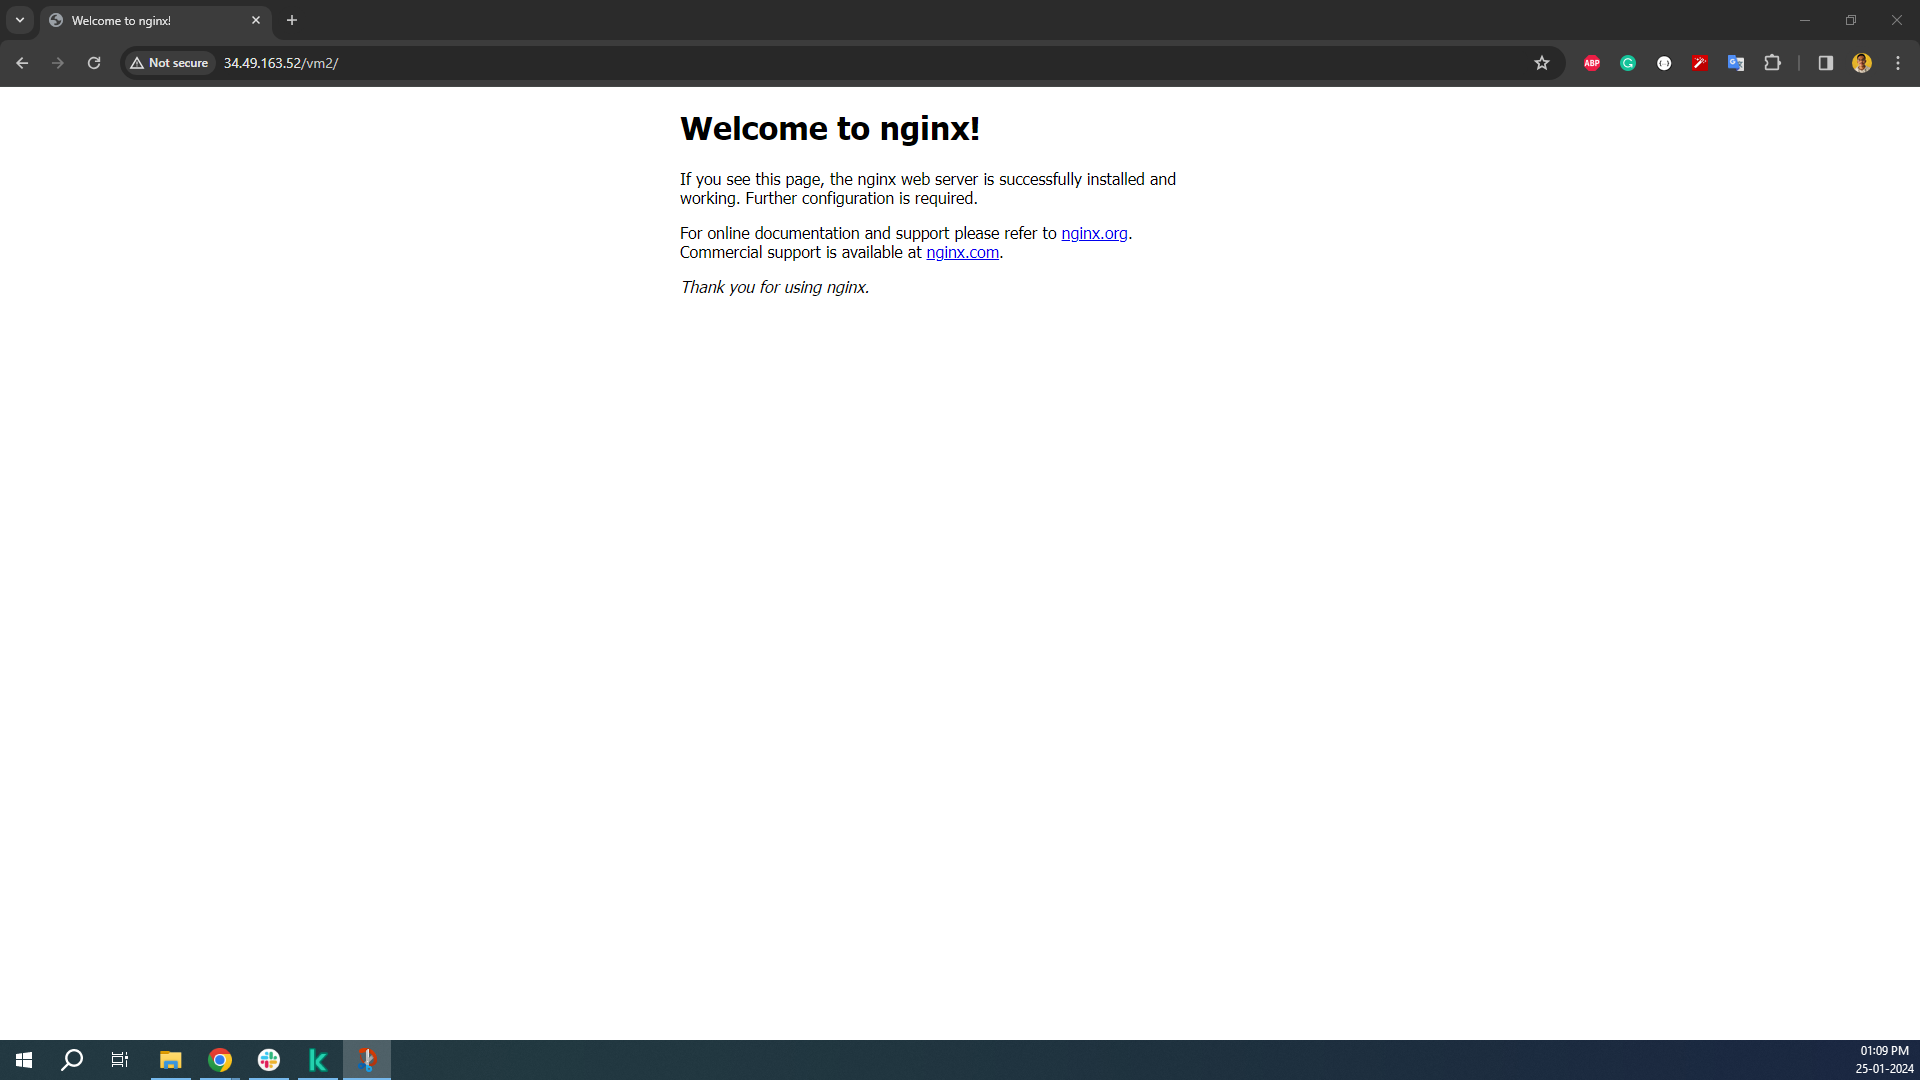 Welcome to nginx!
Not secure
34.49.163.52/vm2/
ABP
Welcome to nginx!
If you see this page, the nginx web server is successfully installed and
working. Further configuration is required.
For online documentation and support please refer to nginx.org.
Commercial support is available at nginx.com.
Thank you for using nginx.
01:09 PM
25-01-2024